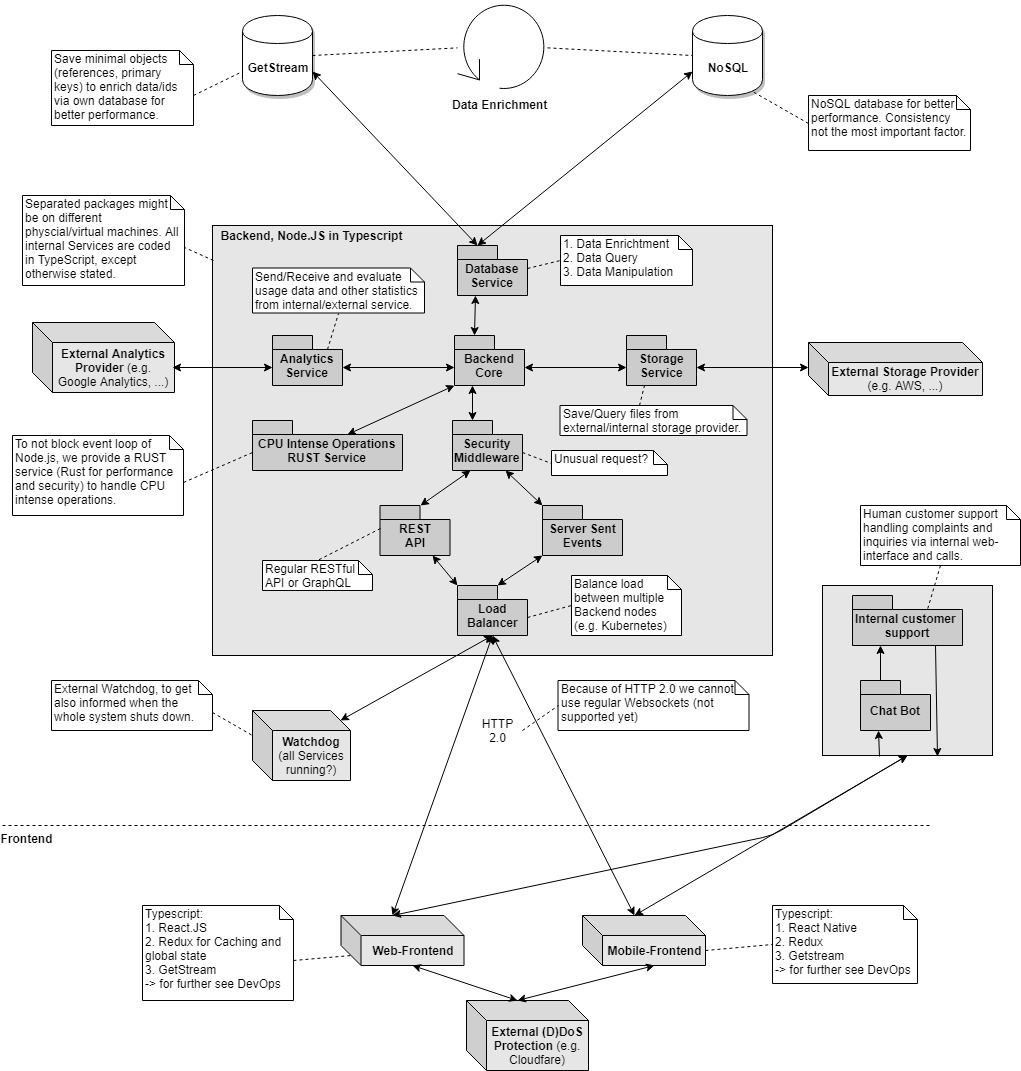 Save minimal objects
(references, primary
keys) to enrich data/ids
via own database for
better performance.
GetStream
Data Enrichment
NoSQL
NoSQL database for better
performance. Consistency
not the most important factor.
Separated packages might
be on different
physcial/virtual machines. All
internal Services are coded
in TypeScript, except
otherwise stated.
Backend, Node.JS in Typescript
Database
Service
1. Data Enrichtment
2. Data Query
3. Data Manipulation
Send/Receive and evaluate
usage data and other statistics
from internal/external service.
External Analytics
Provider (e.g.
Google Analytics, ...)
Analytics
Service
Backend
Core
Storage
Service
External Storage Provider
(e.g. AWS, ...)
Save/Query files from
external/internal storage provider.
To not block event loop of
Node.js, we provide a RUST
service (Rust for performance
and security) to handle CPU
intense operations.
CPU Intense Operations
RUST Service
Security
Middleware
Unusual request?
REST
API
Server Sent
Events
Regular RESTful
API or GraphQL
Load
Balancer
Balance load
between multiple
Backend nodes
(e.g. Kubernetes)
Human customer support
handling complaints and
inquiries via internal web-
interface and calls.
Internal customer
support
Chat Bot
External Watchdog, to get
also informed when the
whole system shuts down.
Watchdog
(all Services
running?)
HTTP
2.0
Because of HTTP 2.0 we cannot
use regular Websockets (not
supported yet)
Frontend
Typescript:
1. React.JS
2. Redux for Caching and
global state
3. GetStream
-> for further see DevOps
Web-Frontend
Mobile-Frontend
Typescript:
1. React Native
2. Redux
3. Getstream
-> for further see DevOps
External (D)DoS
Protection (e.g.
Cloudfare)